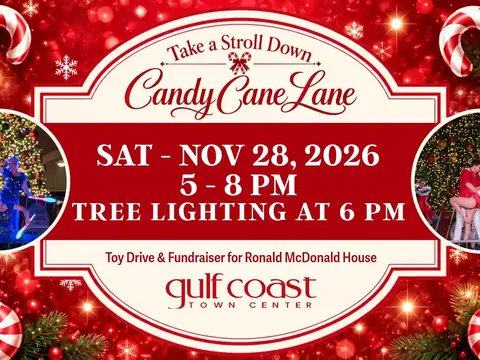 Take a Stroll Down
Candy Cane Lane
SAT - NOV 28, 2026
5 - 8 PM
TREE LIGHTING AT 6 PM
Toy Drive & Fundraiser for Ronald McDonald House
gulf coast
TOWN CENTER